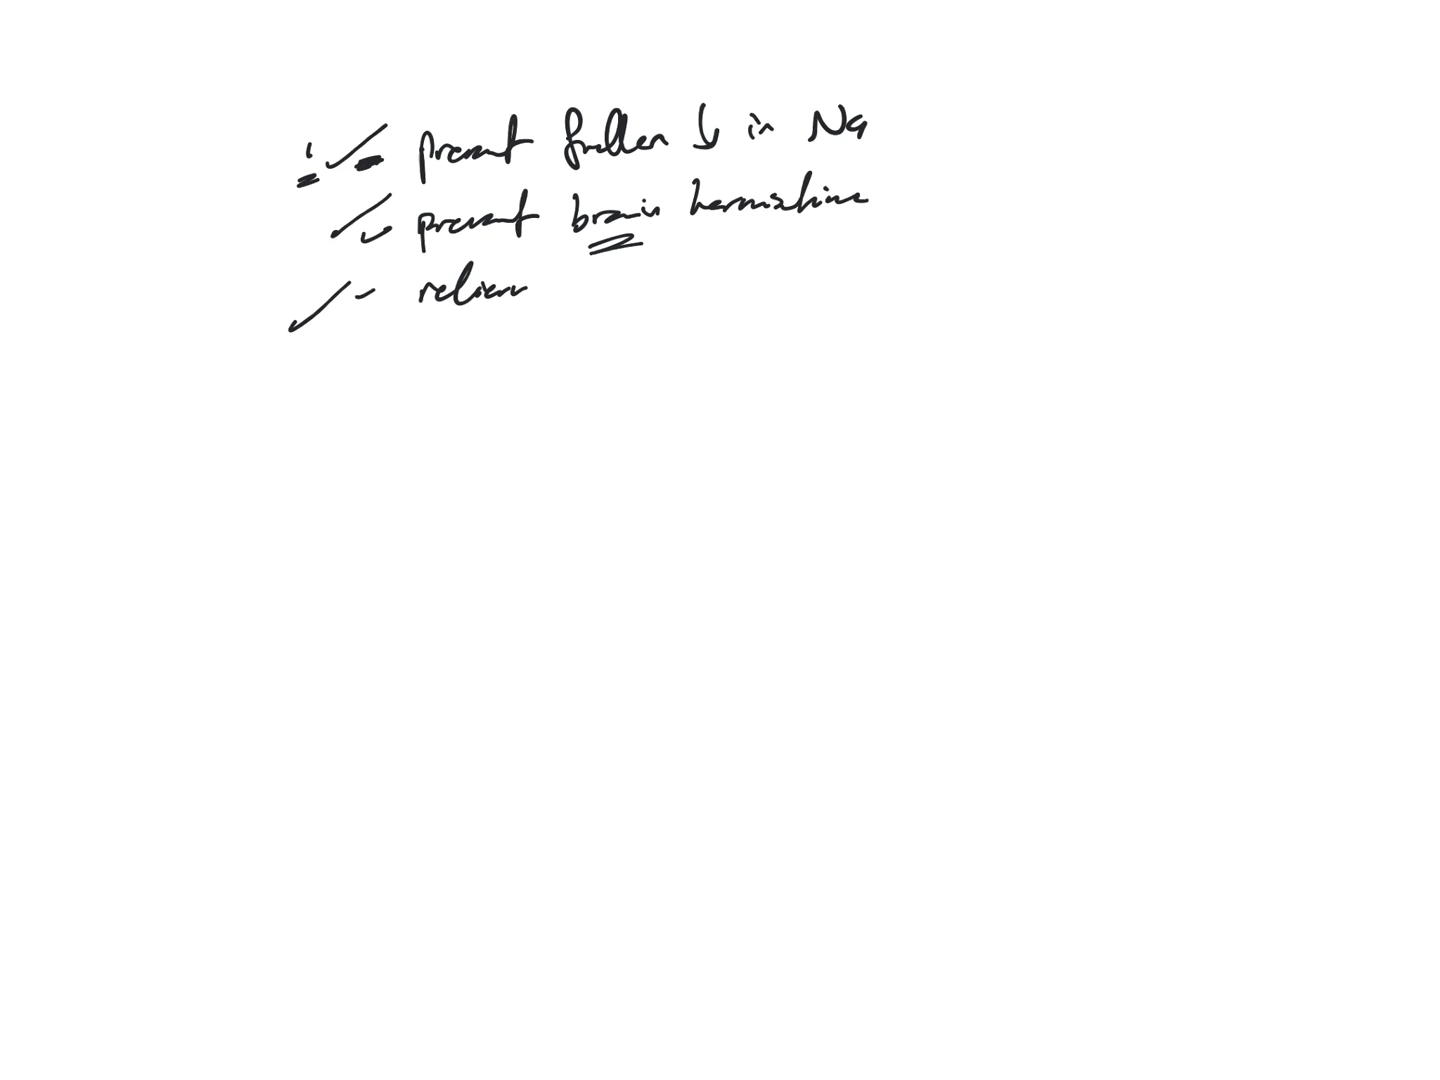 - prevent further ↓ in Na
- prevent brain herniation
- relieve